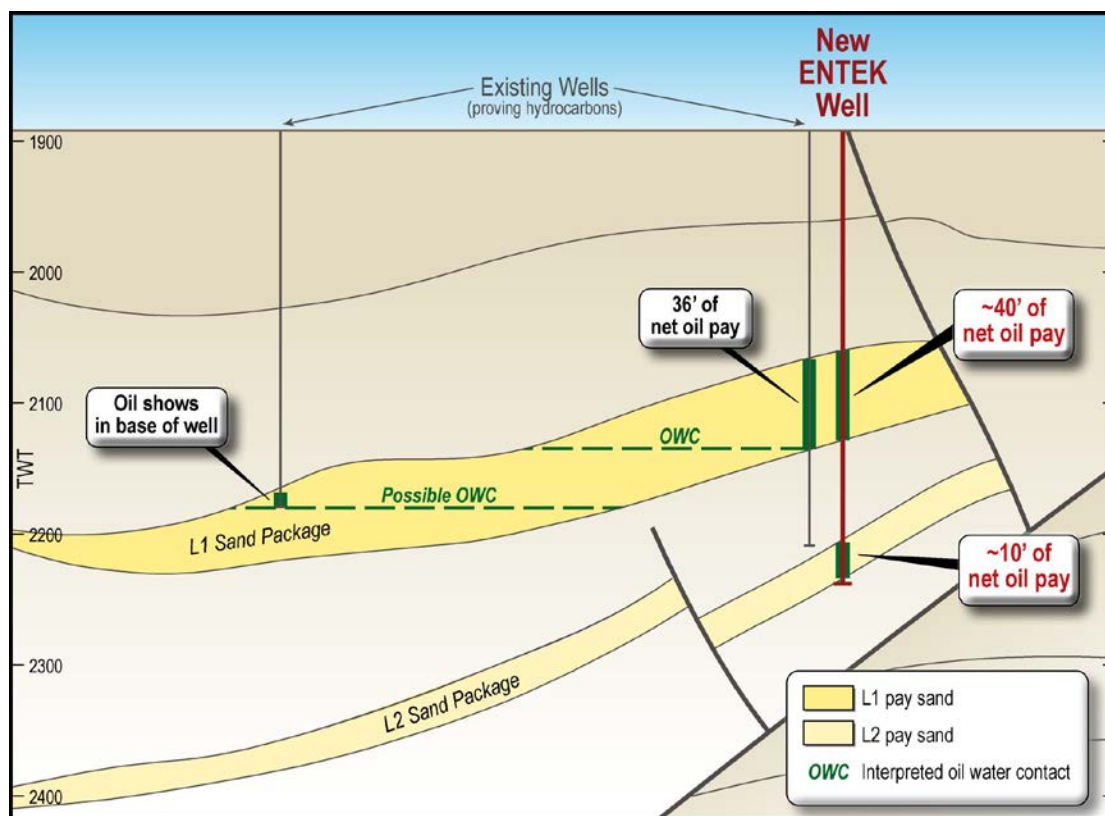 New
ENTEK
Well
Existing Wells
(proving hydrocarbons)
1900
2000
2100
2200
2300
2400
TWT
36' of
net oil pay
~40' of
net oil pay
Oil shows
in base of well
OWC
Possible OWC
L1 Sand Package
~10' of
net oil pay
L2 Sand Package
L1 pay sand
L2 pay sand
OWC Interpreted oil water contact